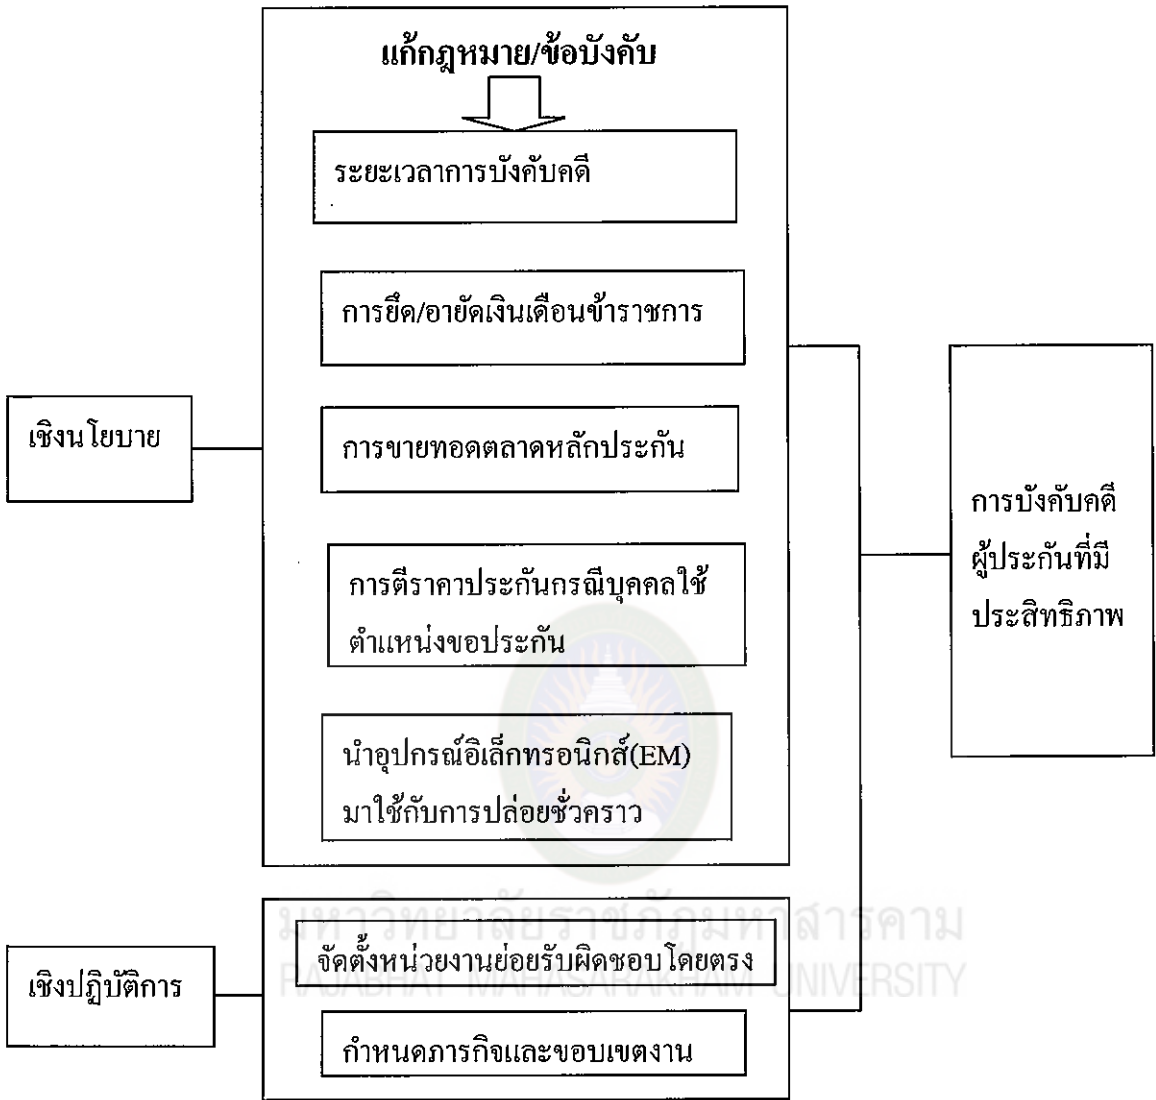 แก้กฎหมาย/ข้อบังคับ
ระยะเวลาการบังคับคดี
การยึด/อายัดเงินเดือนข้าราชการ
เชิงนโยบาย
การขายทอดตลาดหลักประกัน
การตีราคาประกันกรณีบุคคลใช้
ตำแหน่งขอประกัน
นำอุปกรณ์อิเล็กทรอนิกส์(EM)
มาใช้กับการปล่อยชั่วคราว
การบังคับคดี
ผู้ประกันที่มี
ประสิทธิภาพ
มหาวิทยาลัยราชภัฏมหาสารคาม
RAJABHAT MAHASARAKHAM UNIVERSITY
เชิงปฏิบัติการ
จัดตั้งหน่วยงานย่อยรับผิดชอบโดยตรง
กำหนดภารกิจและขอบเขตงาน